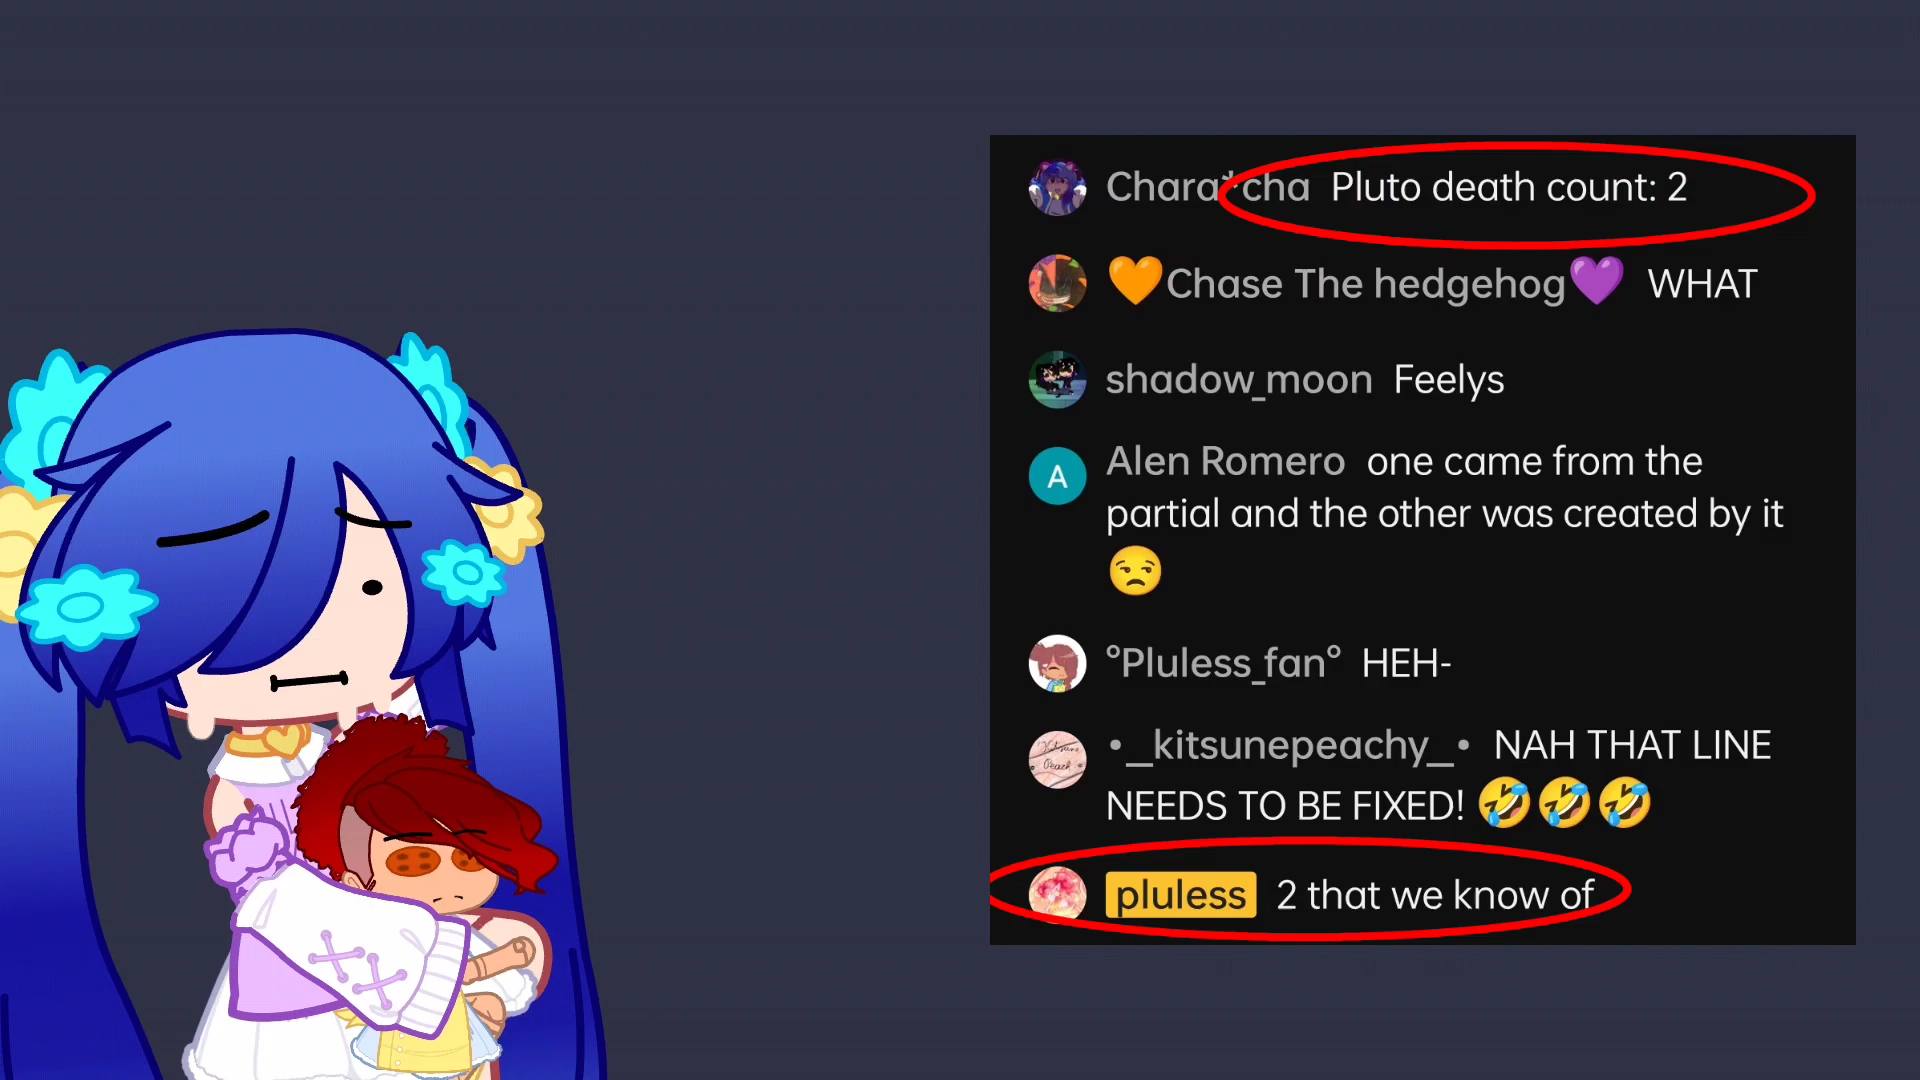 Chara*cha Pluto death count: 2
🧡Chase The hedgehog💜 WHAT
shadow_moon Feelys
A
Alen Romero one came from the
partial and the other was created by it
😒
°Pluless_fan° HEH-
Kitsune
Peach
•_kitsunepeachy_• NAH THAT LINE
NEEDS TO BE FIXED! 🤣🤣🤣
pluless 2 that we know of